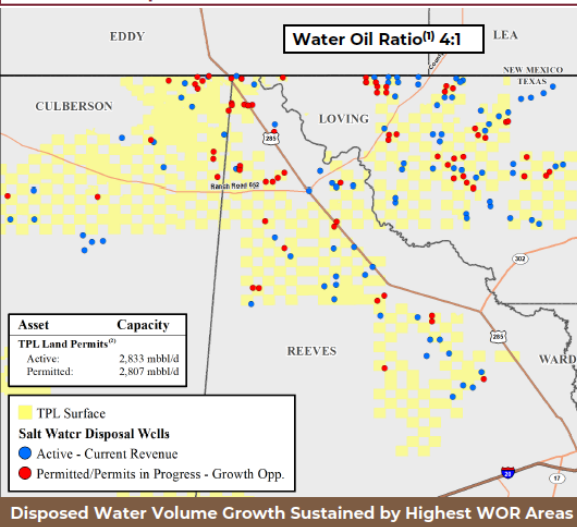 EDDY
Water Oil Ratio(1) 4:1
LEA
NEW MEXICO
TEXAS
CULBERSON
LOVING
285
Ranch Road 652
302
Asset Capacity
TPL Land Permits(2)
Active: 2,833 mbbl/d
Permitted: 2,807 mbbl/d
REEVES
285
WARD
TPL Surface
Salt Water Disposal Wells
Active - Current Revenue
Permitted/Permits in Progress - Growth Opp.
20
17
Disposed Water Volume Growth Sustained by Highest WOR Areas